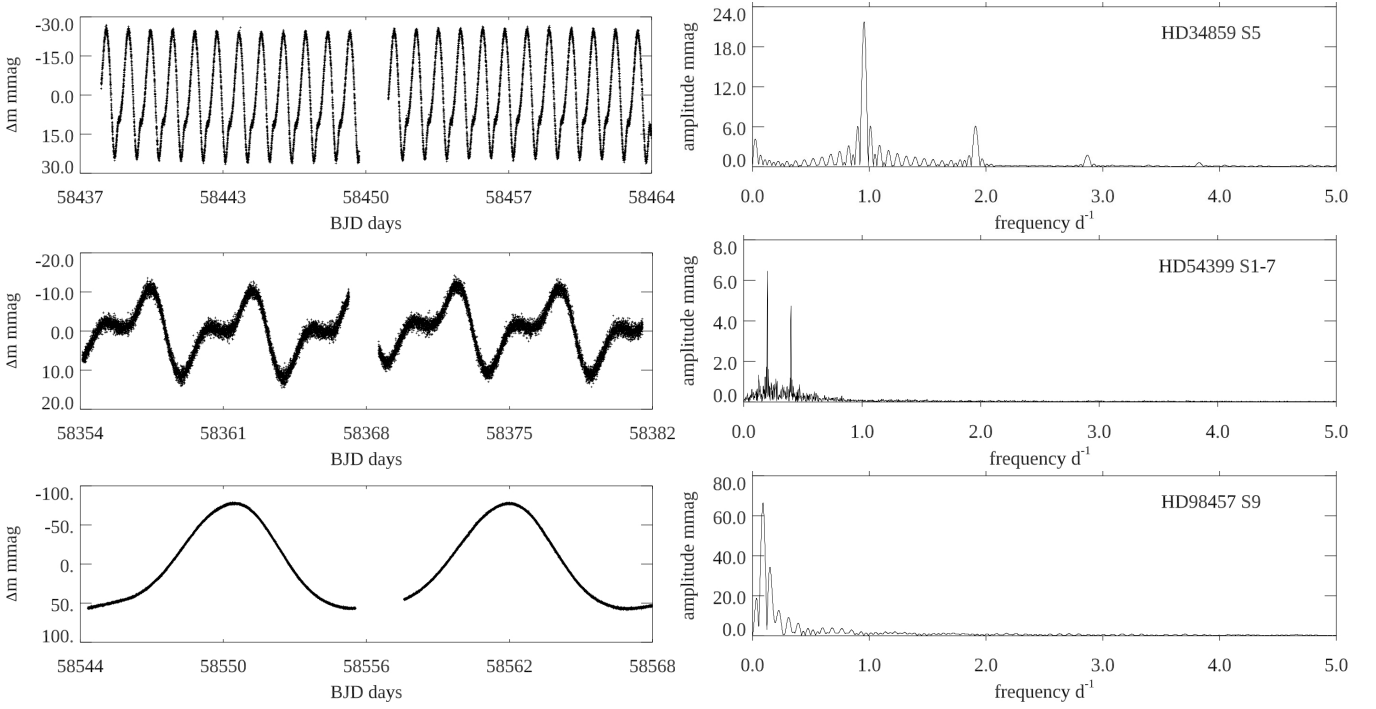 -30.0
-15.0
0.0
15.0
30.0
Δm mmag
58437 58443 58450 58457 58464
BJD days
24.0
18.0
12.0
6.0
0.0
amplitude mmag
HD34859 S5
0.0 1.0 2.0 3.0 4.0 5.0
frequency d-1
-20.0
-10.0
0.0
10.0
20.0
Δm mmag
58354 58361 58368 58375 58382
BJD days
8.0
6.0
4.0
2.0
0.0
amplitude mmag
HD54399 S1-7
0.0 1.0 2.0 3.0 4.0 5.0
frequency d-1
-100.
-50.
0.
50.
100.
Δm mmag
58544 58550 58556 58562 58568
BJD days
80.0
60.0
40.0
20.0
0.0
amplitude mmag
HD98457 S9
0.0 1.0 2.0 3.0 4.0 5.0
frequency d-1